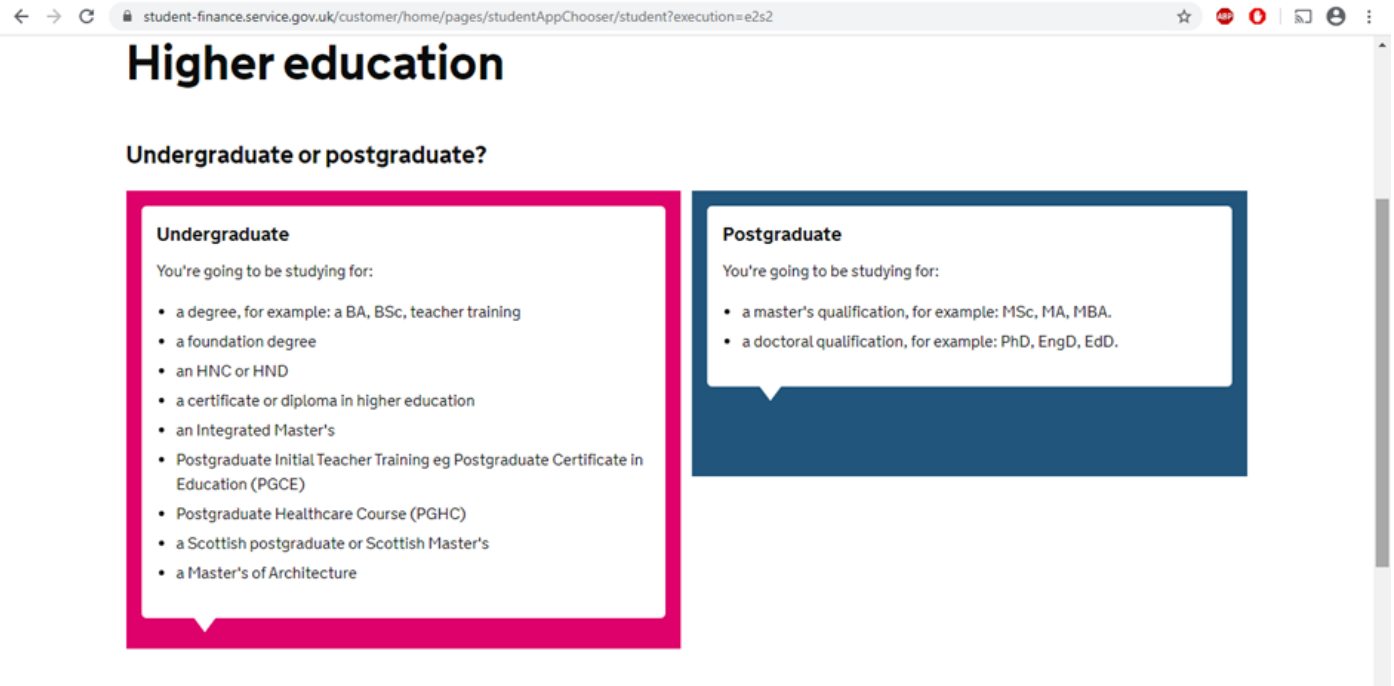 student-finance.service.gov.uk/customer/home/pages/studentAppChooser/student?execution=e2s2
ABP
Higher education
Undergraduate or postgraduate?
Undergraduate
You're going to be studying for:
• a degree, for example: a BA, BSc, teacher training
• a foundation degree
• an HNC or HND
• a certificate or diploma in higher education
• an Integrated Master's
• Postgraduate Initial Teacher Training eg Postgraduate Certificate in
Education (PGCE)
• Postgraduate Healthcare Course (PGHC)
• a Scottish postgraduate or Scottish Master's
• a Master's of Architecture
Postgraduate
You're going to be studying for:
• a master's qualification, for example: MSc, MA, MBA.
• a doctoral qualification, for example: PhD, EngD, EdD.